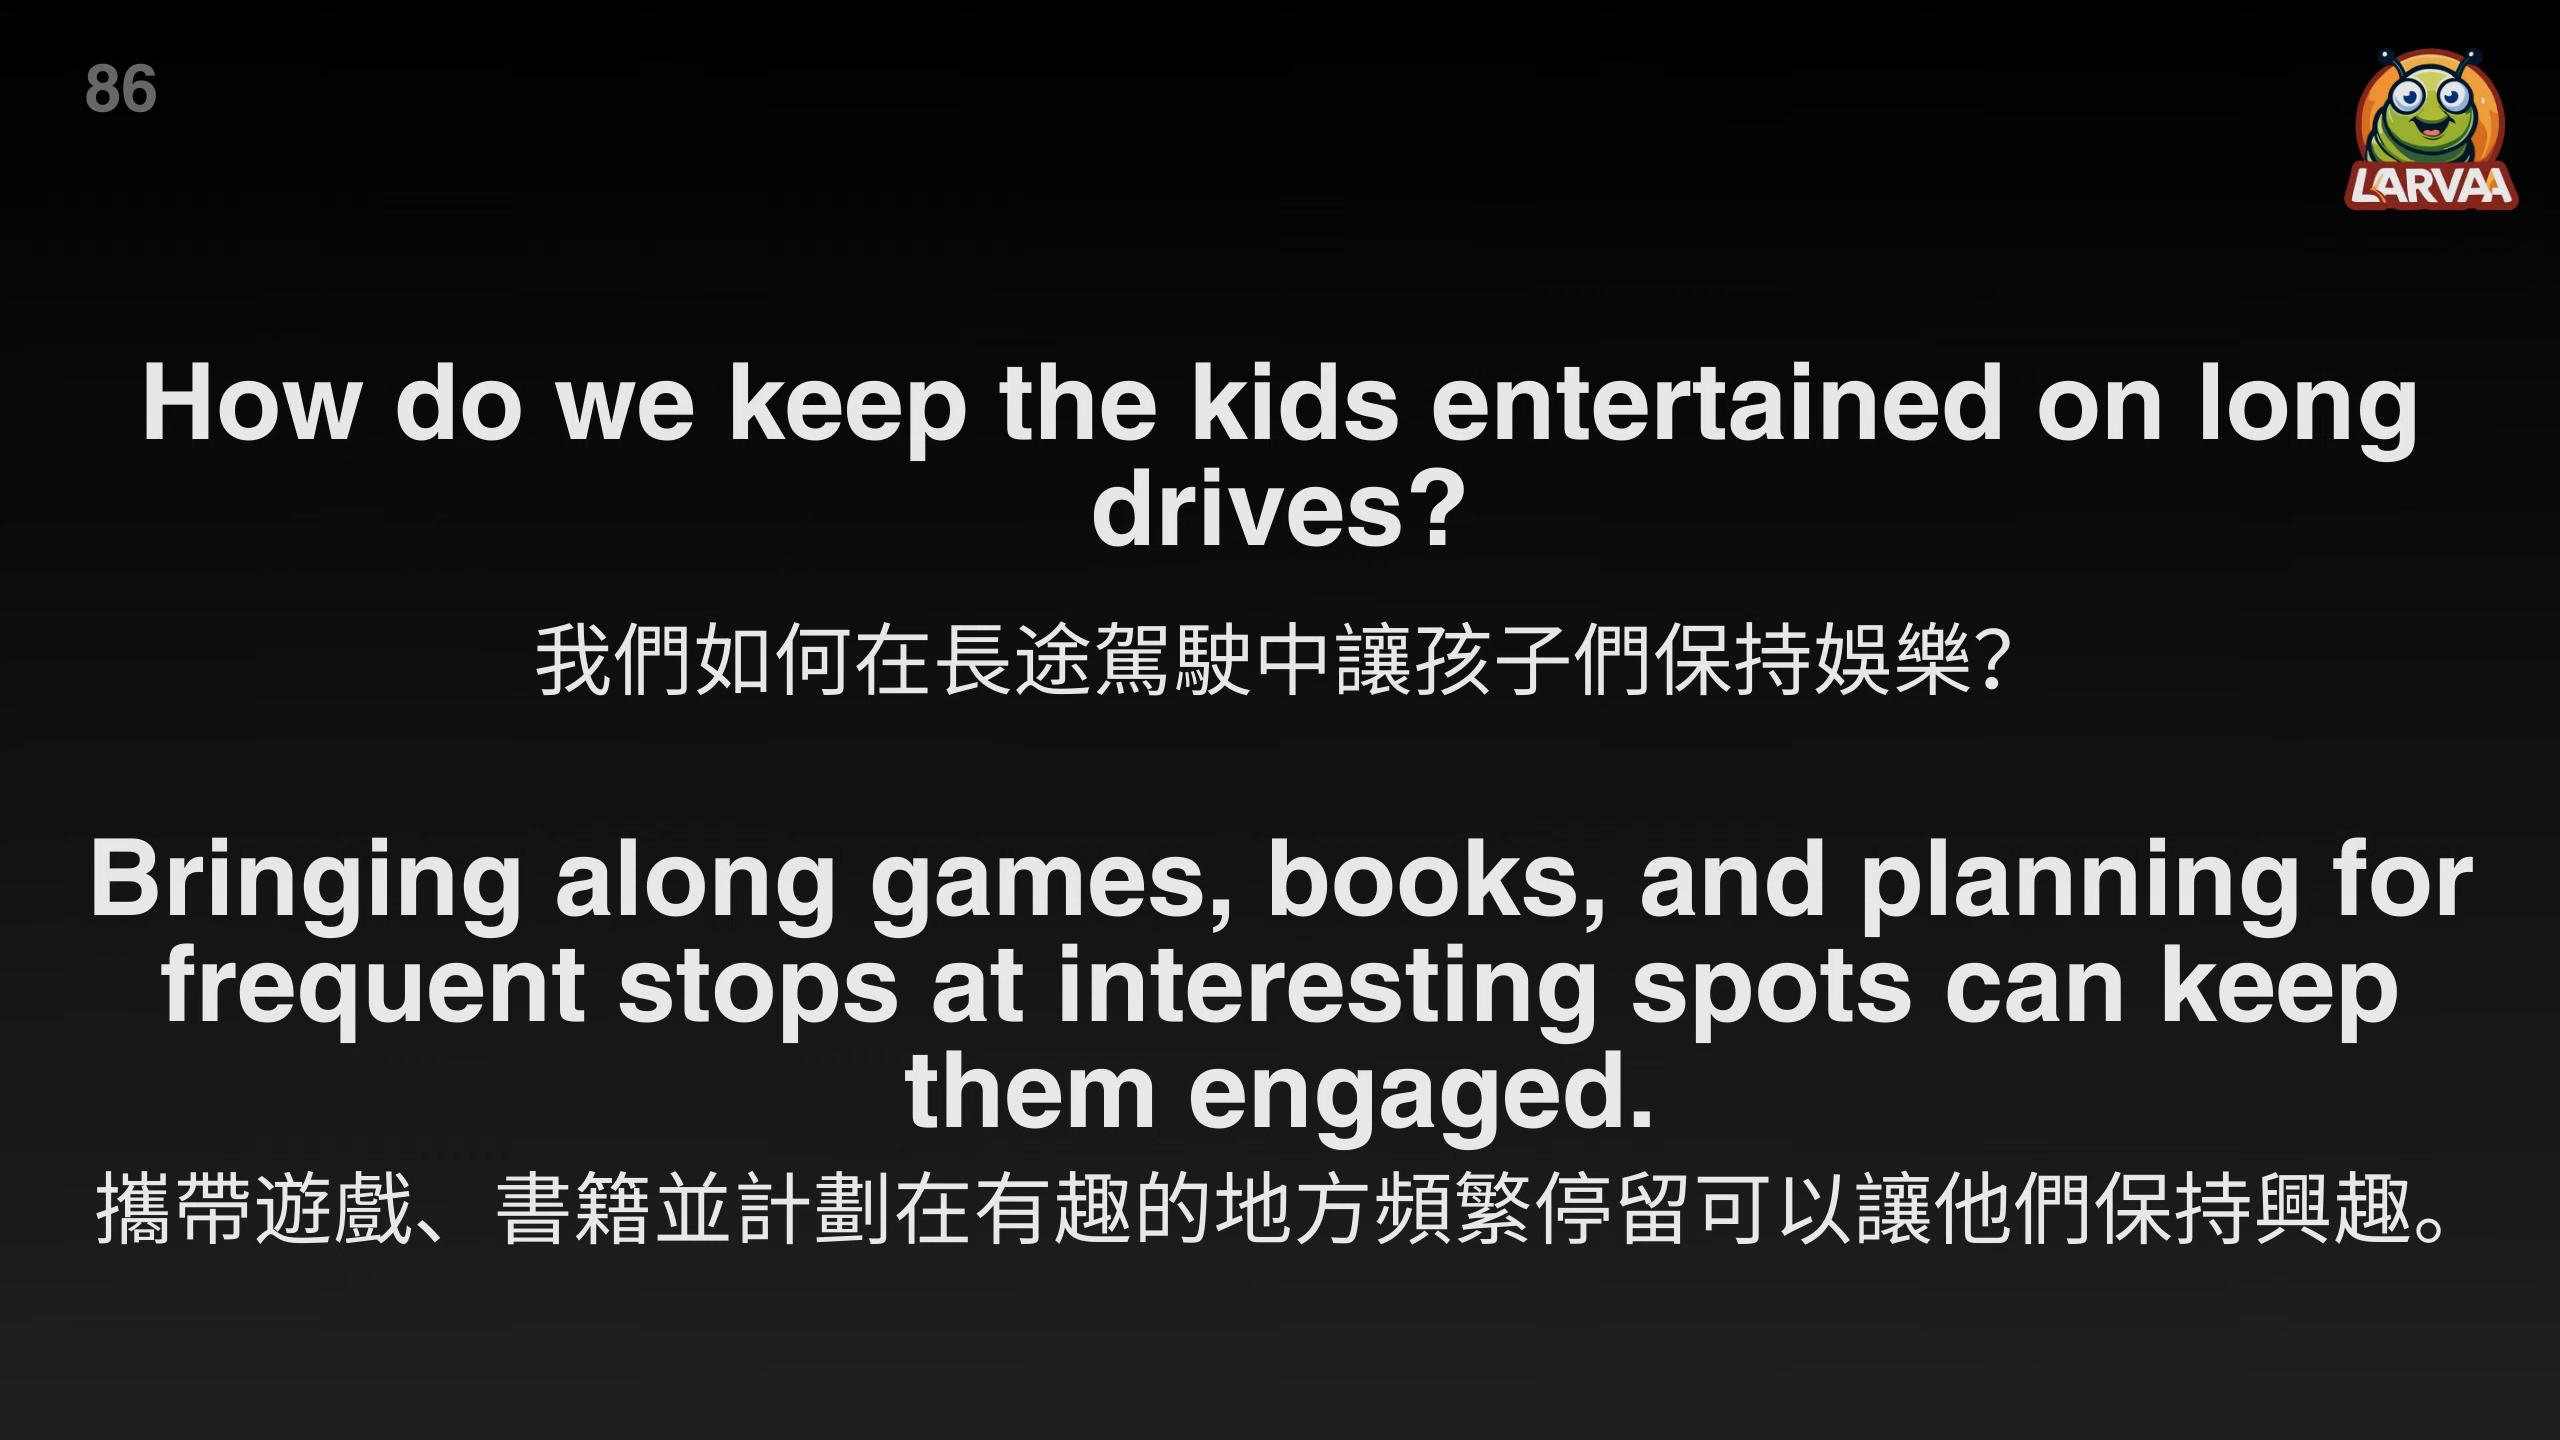 86
LARVAA
How do we keep the kids entertained on long
drives?
我們如何在長途駕駛中讓孩子們保持娛樂？
Bringing along games, books, and planning for
frequent stops at interesting spots can keep
them engaged.
攜帶遊戲、書籍並計劃在有趣的地方頻繁停留可以讓他們保持興趣。